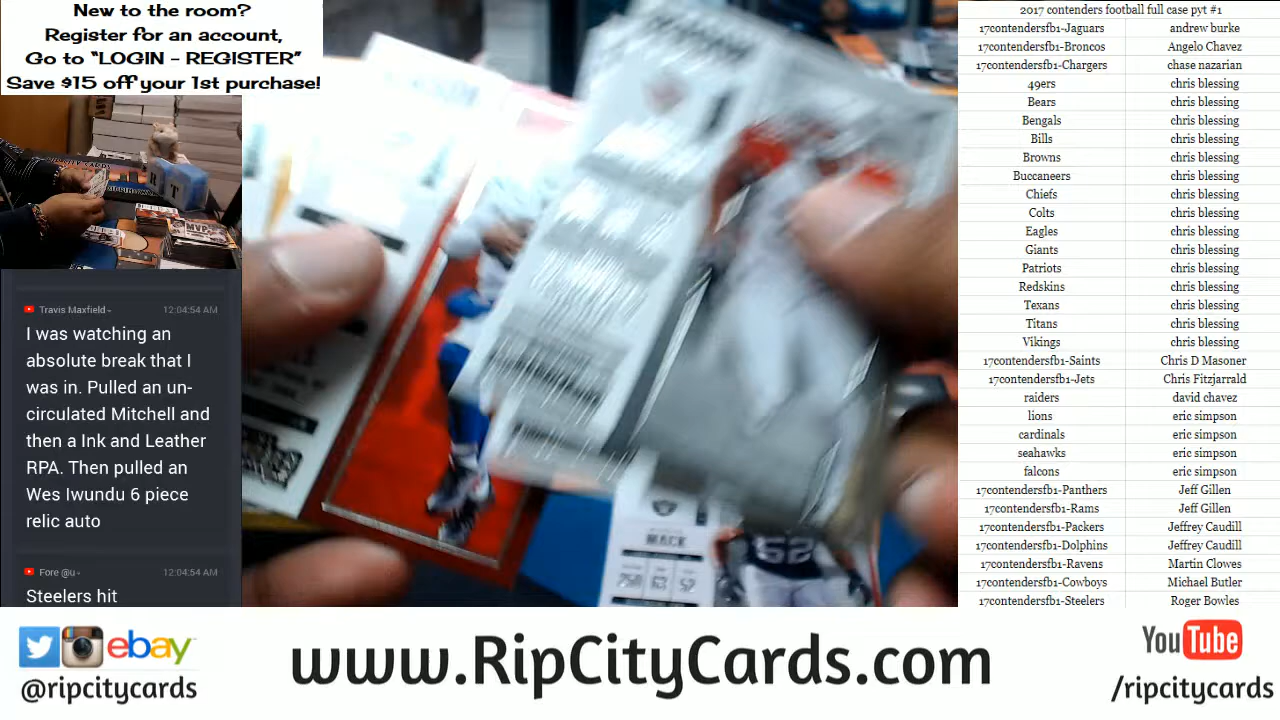 New to the room?
Register for an account,
Go to “LOGIN – REGISTER”
Save $15 off your 1st purchase!
Travis Maxfield
12:04:54 AM
I was watching an
absolute break that I
was in. Pulled an un-
circulated Mitchell and
then a Ink and Leather
RPA. Then pulled an
Wes Iwundu 6 piece
relic auto
Fore @u
12:04:54 AM
Steelers hit
MACK
52
2017 contenders football full case pyt #1
17contendersfb1-Jaguars andrew burke
17contendersfb1-Broncos Angelo Chavez
17contendersfb1-Chargers chase nazarian
49ers chris blessing
Bears chris blessing
Bengals chris blessing
Bills chris blessing
Browns chris blessing
Buccaneers chris blessing
Chiefs chris blessing
Colts chris blessing
Eagles chris blessing
Giants chris blessing
Patriots chris blessing
Redskins chris blessing
Texans chris blessing
Titans chris blessing
Vikings chris blessing
17contendersfb1-Saints Chris D Masoner
17contendersfb1-Jets Chris Fitzjarrald
raiders david chavez
lions eric simpson
cardinals eric simpson
seahawks eric simpson
falcons eric simpson
17contendersfb1-Panthers Jeff Gillen
17contendersfb1-Rams Jeff Gillen
17contendersfb1-Packers Jeffrey Caudill
17contendersfb1-Dolphins Jeffrey Caudill
17contendersfb1-Ravens Martin Clowes
17contendersfb1-Cowboys Michael Butler
17contendersfb1-Steelers Roger Bowles
ebay
@ripcitycards
www.RipCityCards.com
YouTube
/ripcitycards